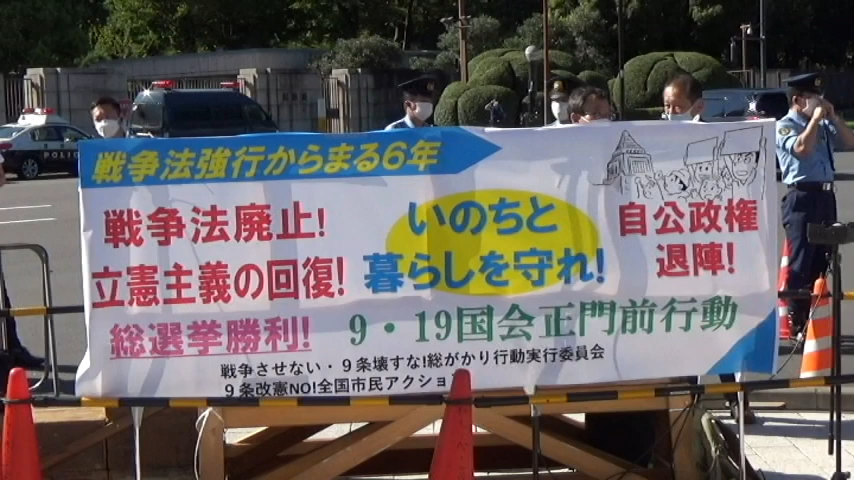 戦争法強行からまる6年
戦争法廃止!
立憲主義の回復!
総選挙勝利!
いのちと
暮らしを守れ!
自公政権
退陣!
9・19国会正門前行動
戦争させない・9条壊すな!総がかり行動実行委員会
9条改憲NO!全国市民アクショ
POLICE